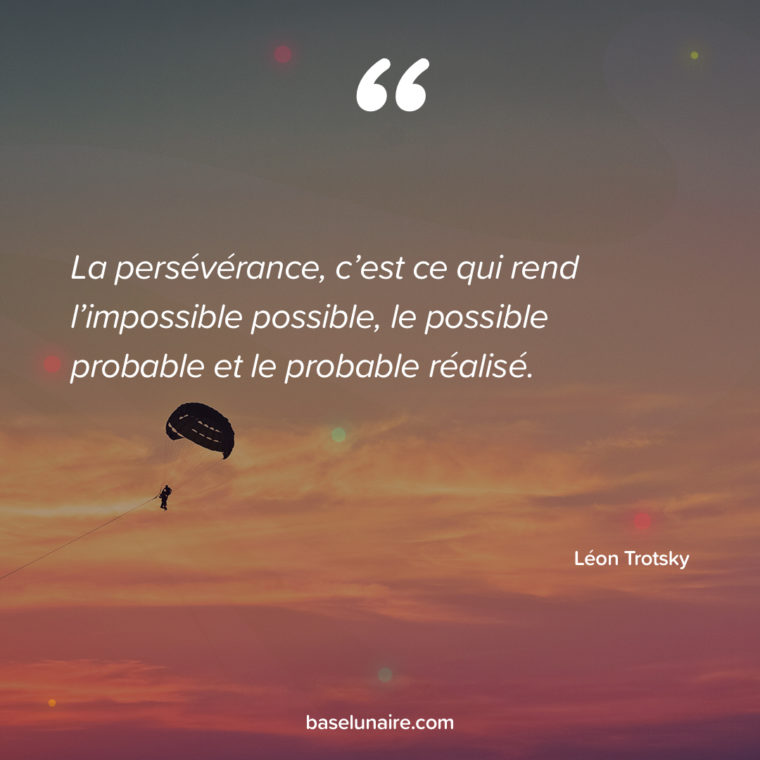 “
La persévérance, c’est ce qui rend
l’impossible possible, le possible
probable et le probable réalisé.
Léon Trotsky
baselunaire.com